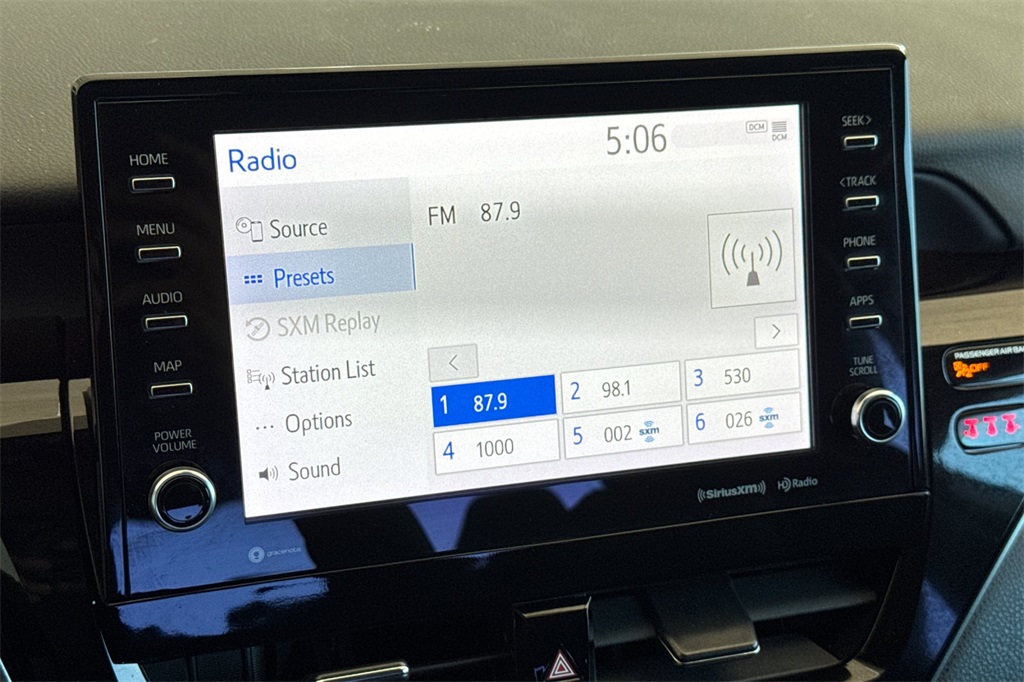 HOME
MENU
AUDIO
MAP
POWER
VOLUME
Radio
5:06
DCM
DCM
Source
Presets
SXM Replay
Station List
Options
Sound
FM 87.9
1 87.9
2 98.1
3 530
4 1000
5 002 sxm
6 026 sxm
SEEK>
<TRACK
PHONE
APPS
TUNE
SCROLL
((SiriusXM))
HD Radio
gracenote
PASSENGER AIR BAG
OFF